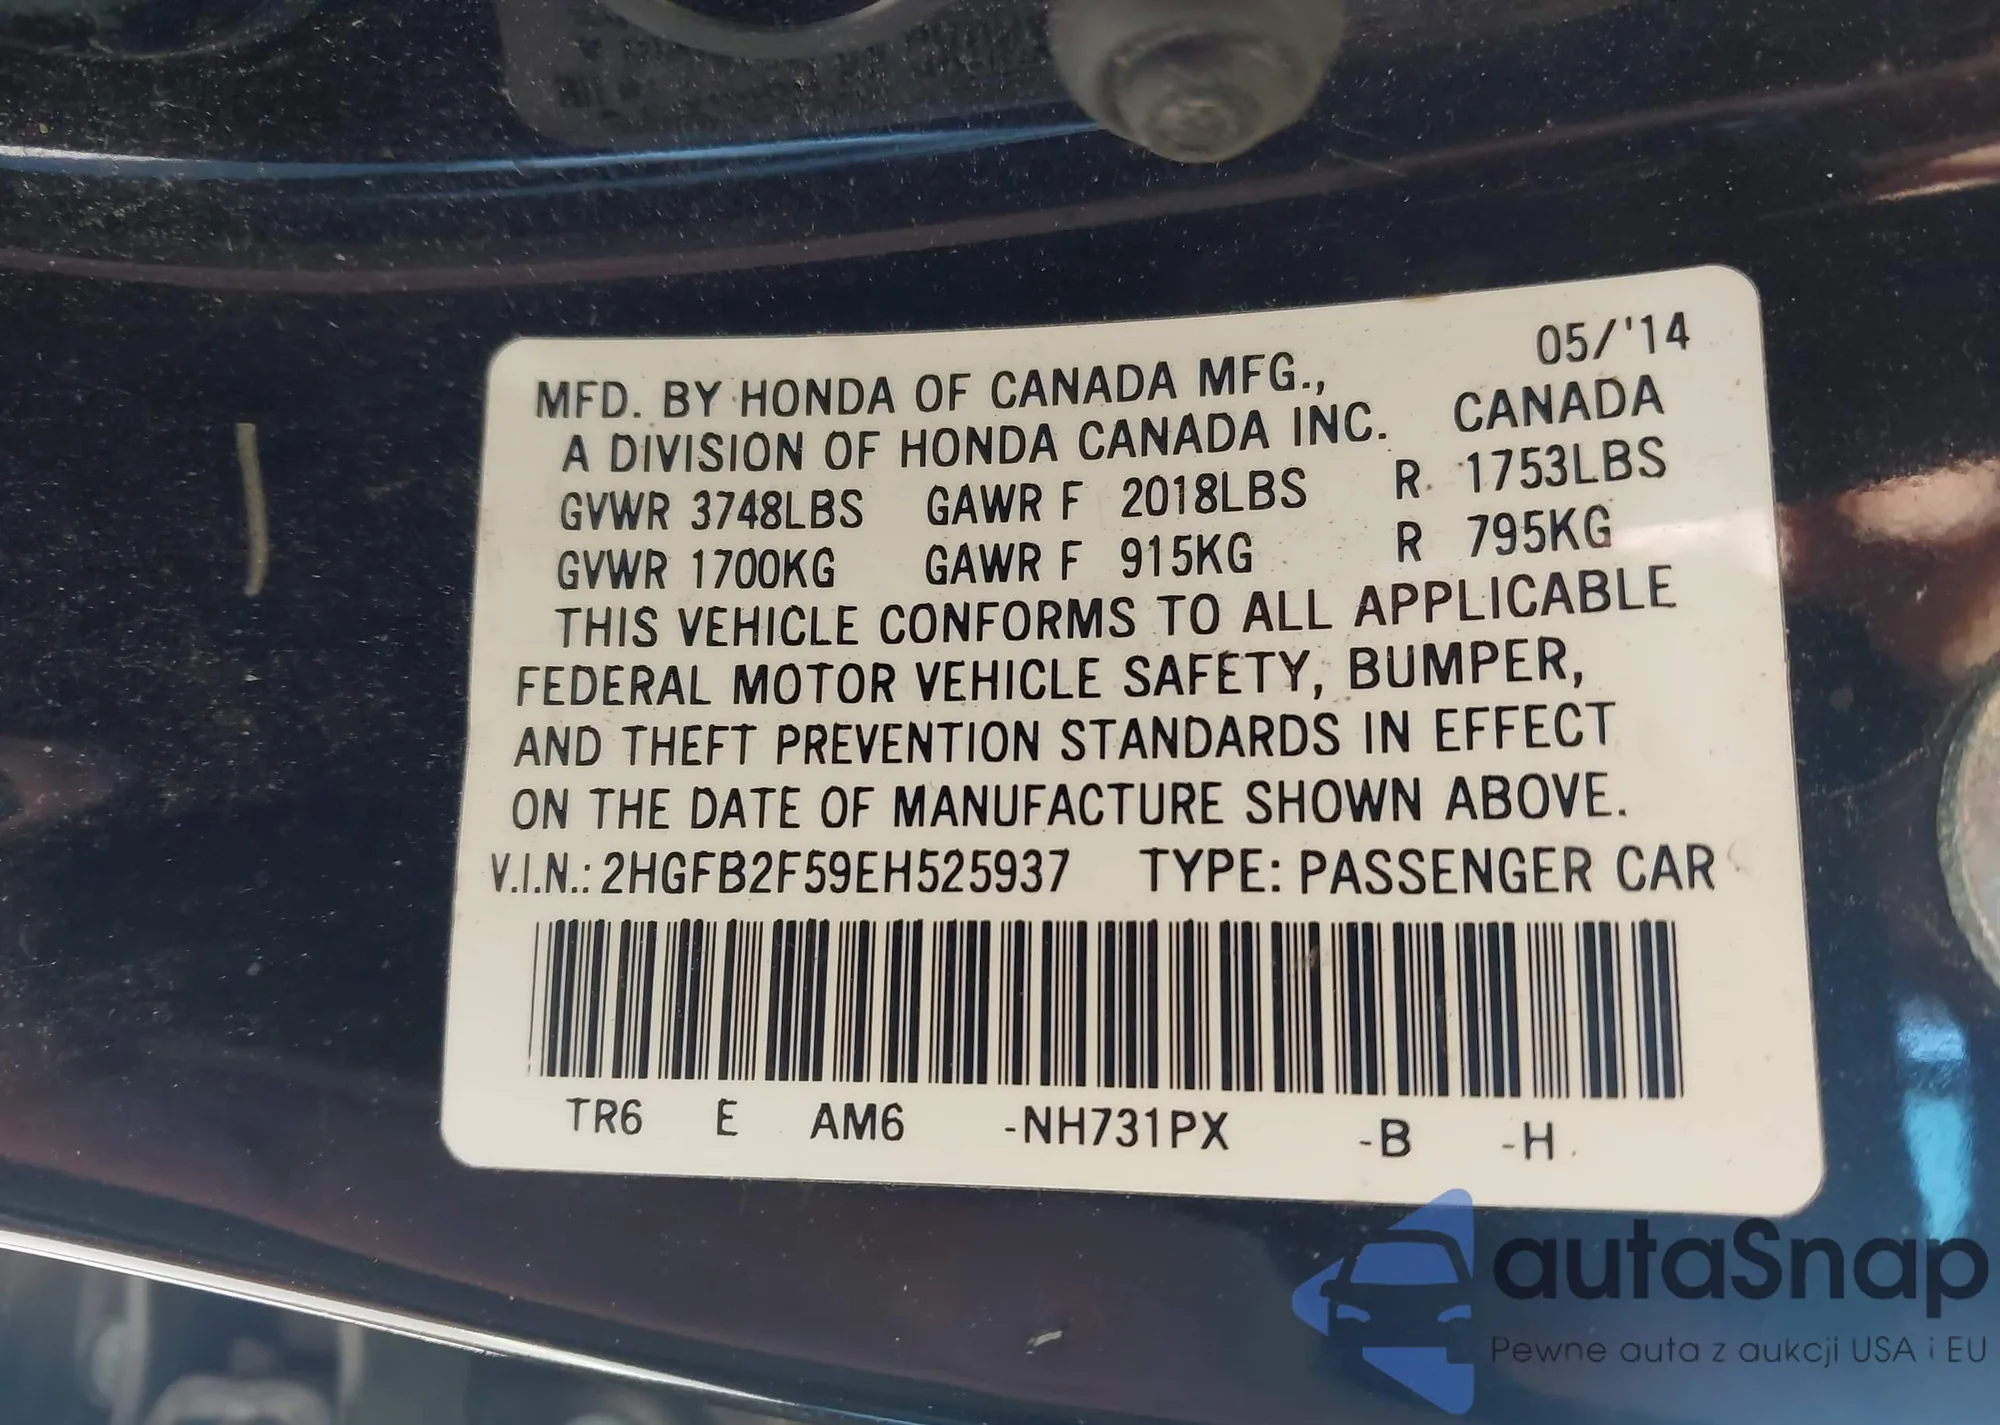 05/'14
MFD. BY HONDA OF CANADA MFG.,
A DIVISION OF HONDA CANADA INC. CANADA
GVWR 3748LBS GAWR F 2018LBS R 1753LBS
GVWR 1700KG GAWR F 915KG R 795KG
THIS VEHICLE CONFORMS TO ALL APPLICABLE
FEDERAL MOTOR VEHICLE SAFETY, BUMPER,
AND THEFT PREVENTION STANDARDS IN EFFECT
ON THE DATE OF MANUFACTURE SHOWN ABOVE.
V.I.N.: 2HGFB2F59EH525937 TYPE: PASSENGER CAR
TR6 E AM6 -NH731PX -B -H
autaSnap
Pewne auta z aukcji USA i EU